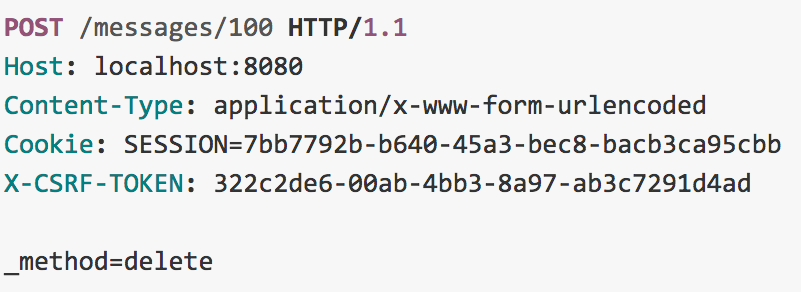 POST /messages/100 HTTP/1.1
Host: localhost:8080
Content-Type: application/x-www-form-urlencoded
Cookie: SESSION=7bb7792b-b640-45a3-bec8-bacb3ca95cbb
X-CSRF-TOKEN: 322c2de6-00ab-4bb3-8a97-ab3c7291d4ad
_method=delete